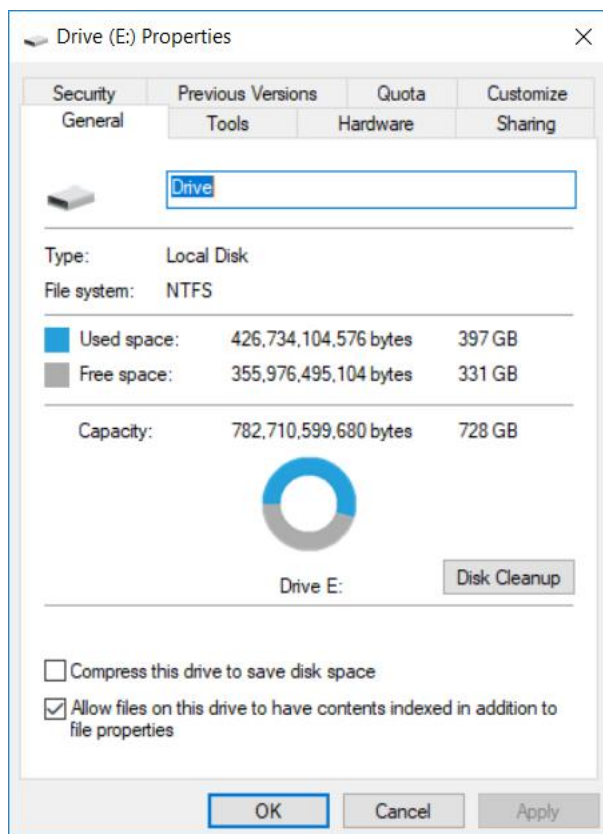 Drive (E:) Properties
Security Previous Versions Quota Customize
General Tools Hardware Sharing
Drive
Type: Local Disk
File system: NTFS
Used space: 426,734,104,576 bytes 397 GB
Free space: 355,976,495,104 bytes 331 GB
Capacity: 782,710,599,680 bytes 728 GB
Drive E:
Disk Cleanup
Compress this drive to save disk space
Allow files on this drive to have contents indexed in addition to
file properties
OK Cancel Apply